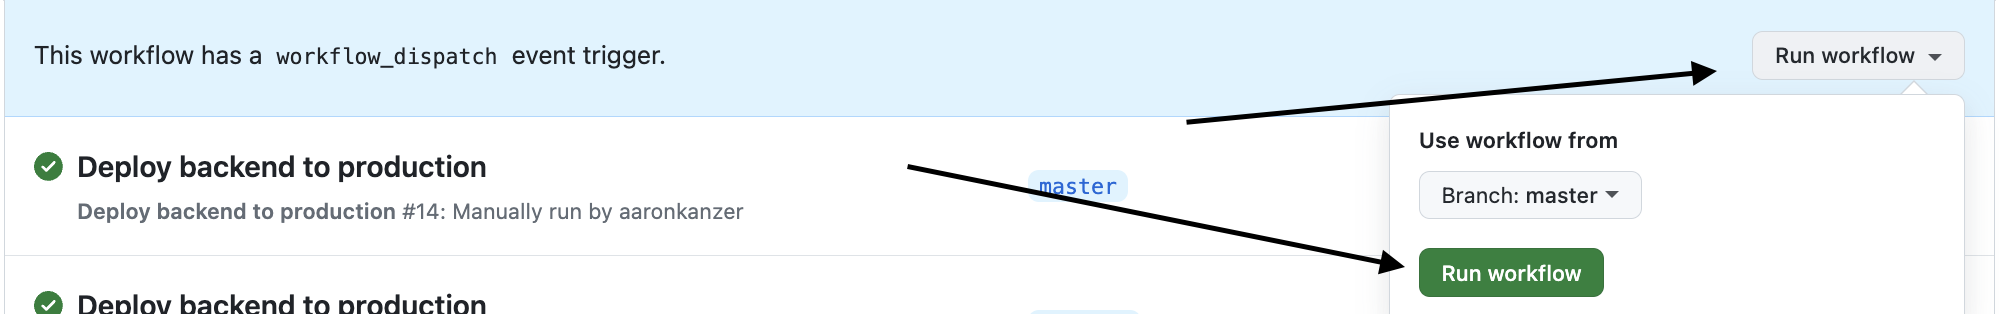 This workflow has a workflow_dispatch event trigger.
Run workflow
Use workflow from
Branch: master
Run workflow
Deploy backend to production
master
Deploy backend to production #14: Manually run by aaronkanzer
Deploy backend to production